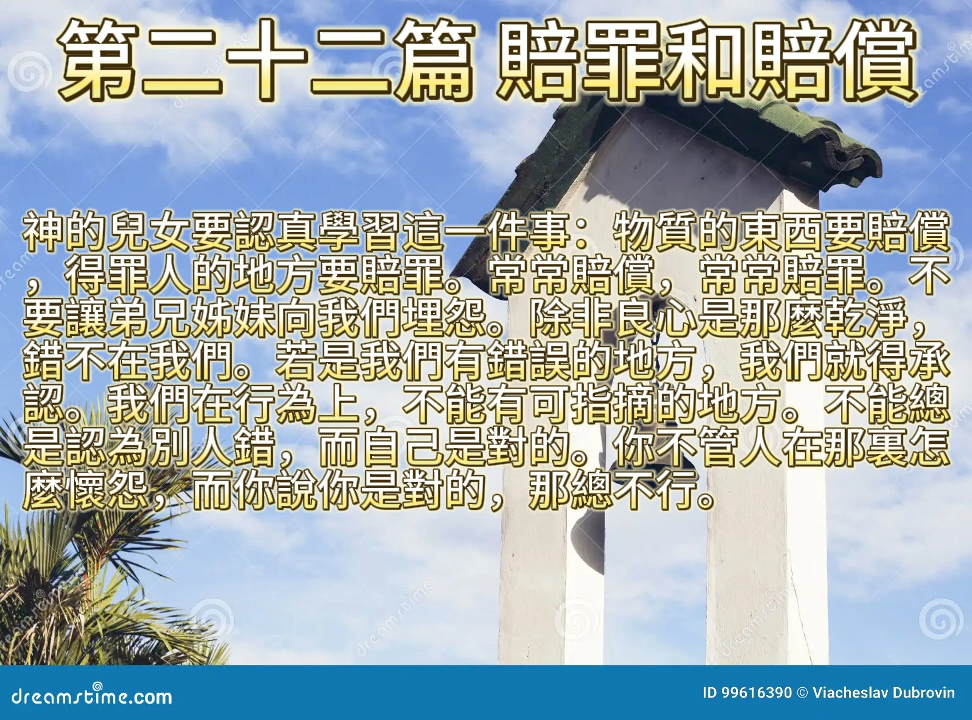 第二十二篇 賠罪和賠償
神的兒女要認真學習這一件事：物質的東西要賠償
，得罪人的地方要賠罪。常常賠償，常常賠罪。不
要讓弟兄姊妹向我們埋怨。除非良心是那麼乾淨，
錯不在我們。若是我們有錯誤的地方，我們就得承
認。我們在行為上，不能有可指摘的地方。不能總
是認為別人錯，而自己是對的。你不管人在那裏怎
麼懷怨，而你說你是對的，那總不行。
dreamstime.com
ID 99616390 © Viacheslav Dubrovin